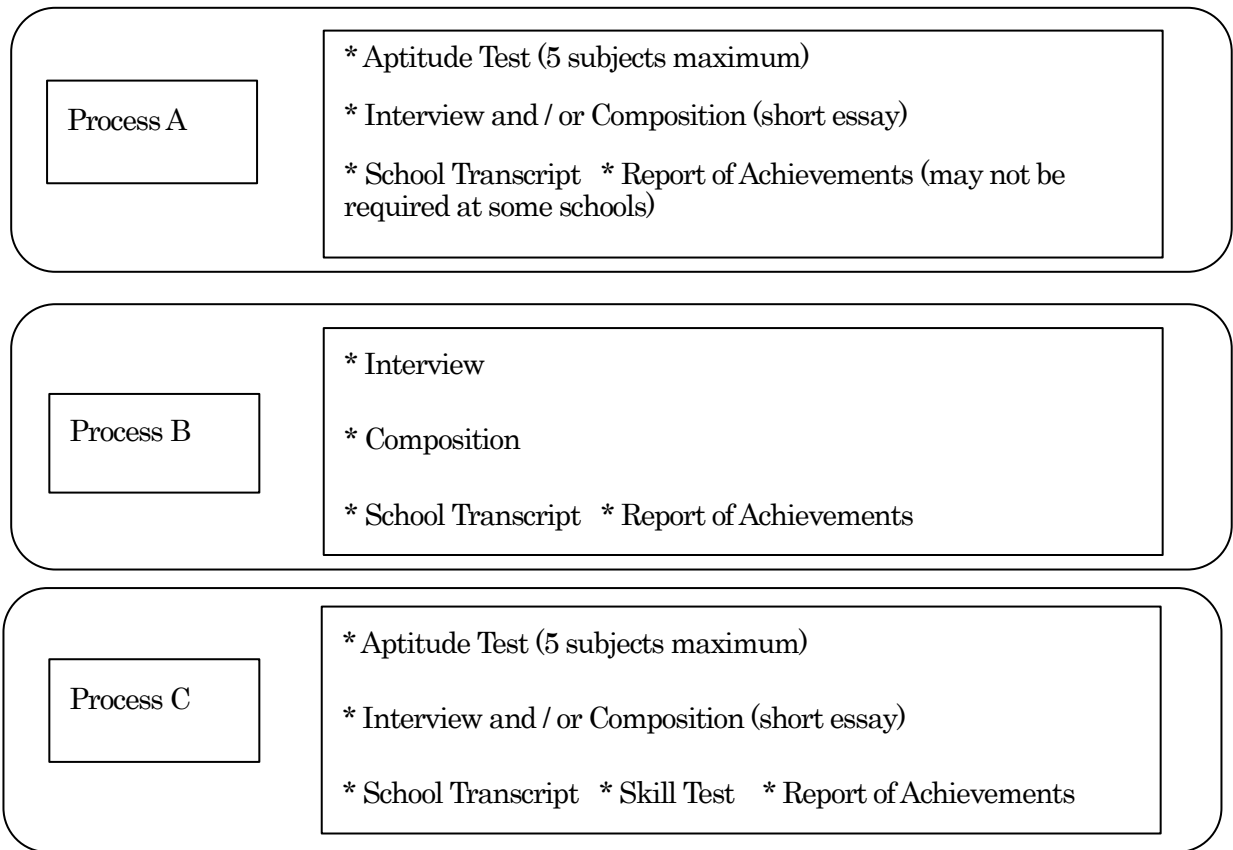 Process A
* Aptitude Test (5 subjects maximum)
* Interview and / or Composition (short essay)
* School Transcript * Report of Achievements (may not be
required at some schools)
Process B
* Interview
* Composition
* School Transcript * Report of Achievements
Process C
* Aptitude Test (5 subjects maximum)
* Interview and / or Composition (short essay)
* School Transcript * Skill Test * Report of Achievements